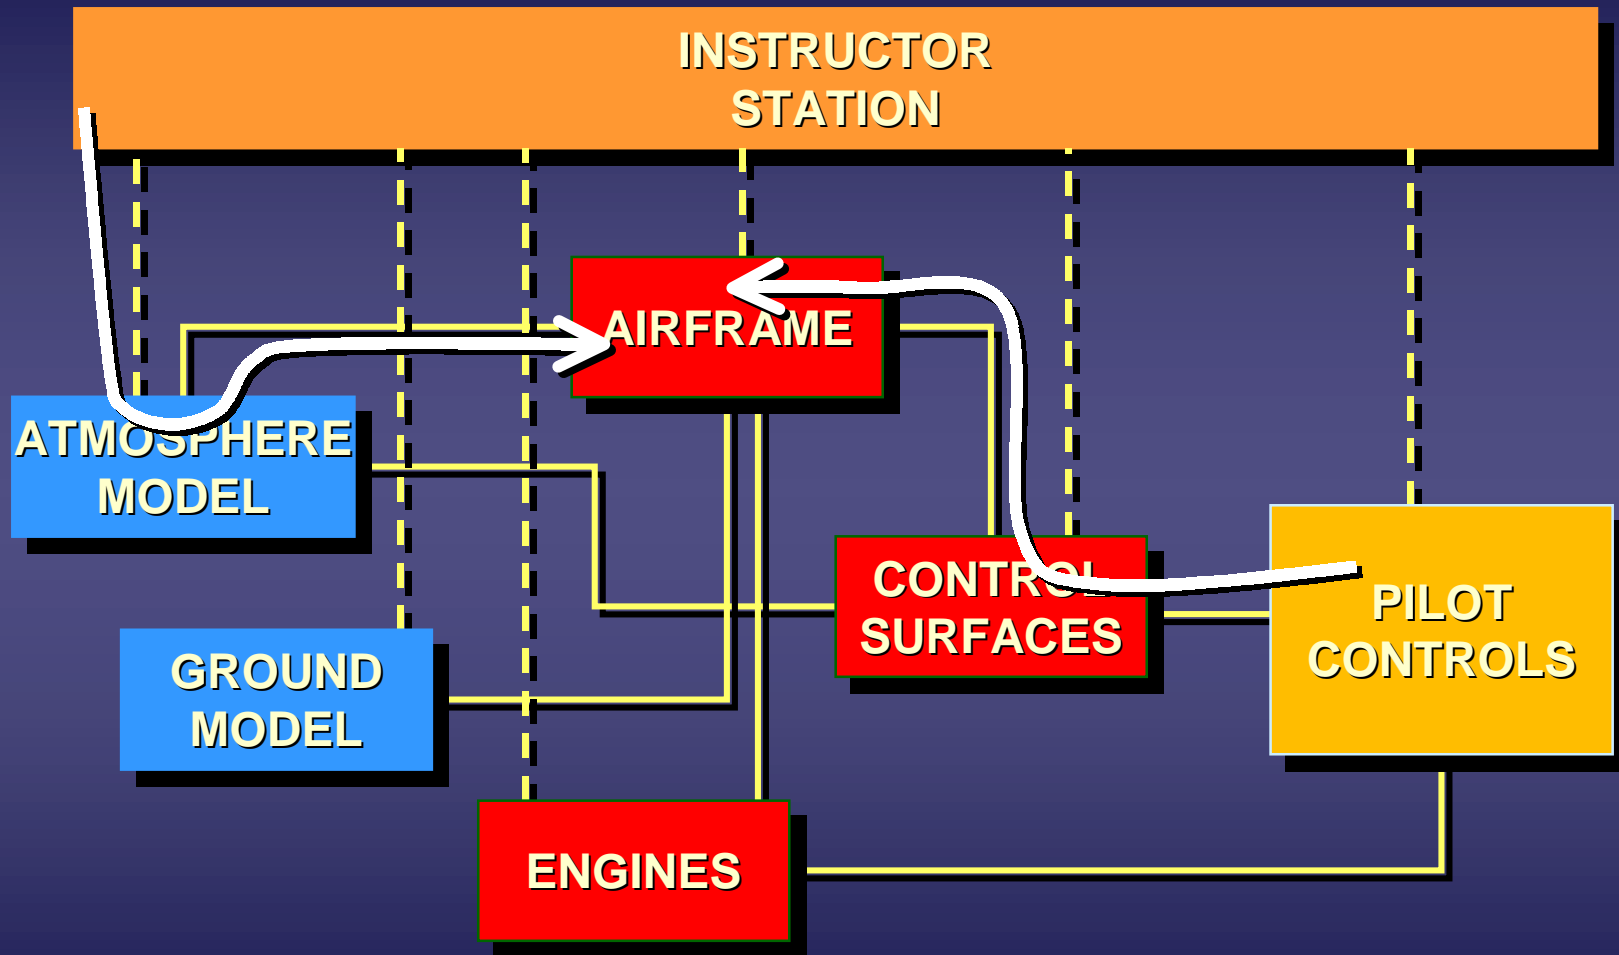 INSTRUCTOR
STATION
AIRFRAME
ATMOSPHERE
MODEL
CONTROL
SURFACES
PILOT
CONTROLS
GROUND
MODEL
ENGINES